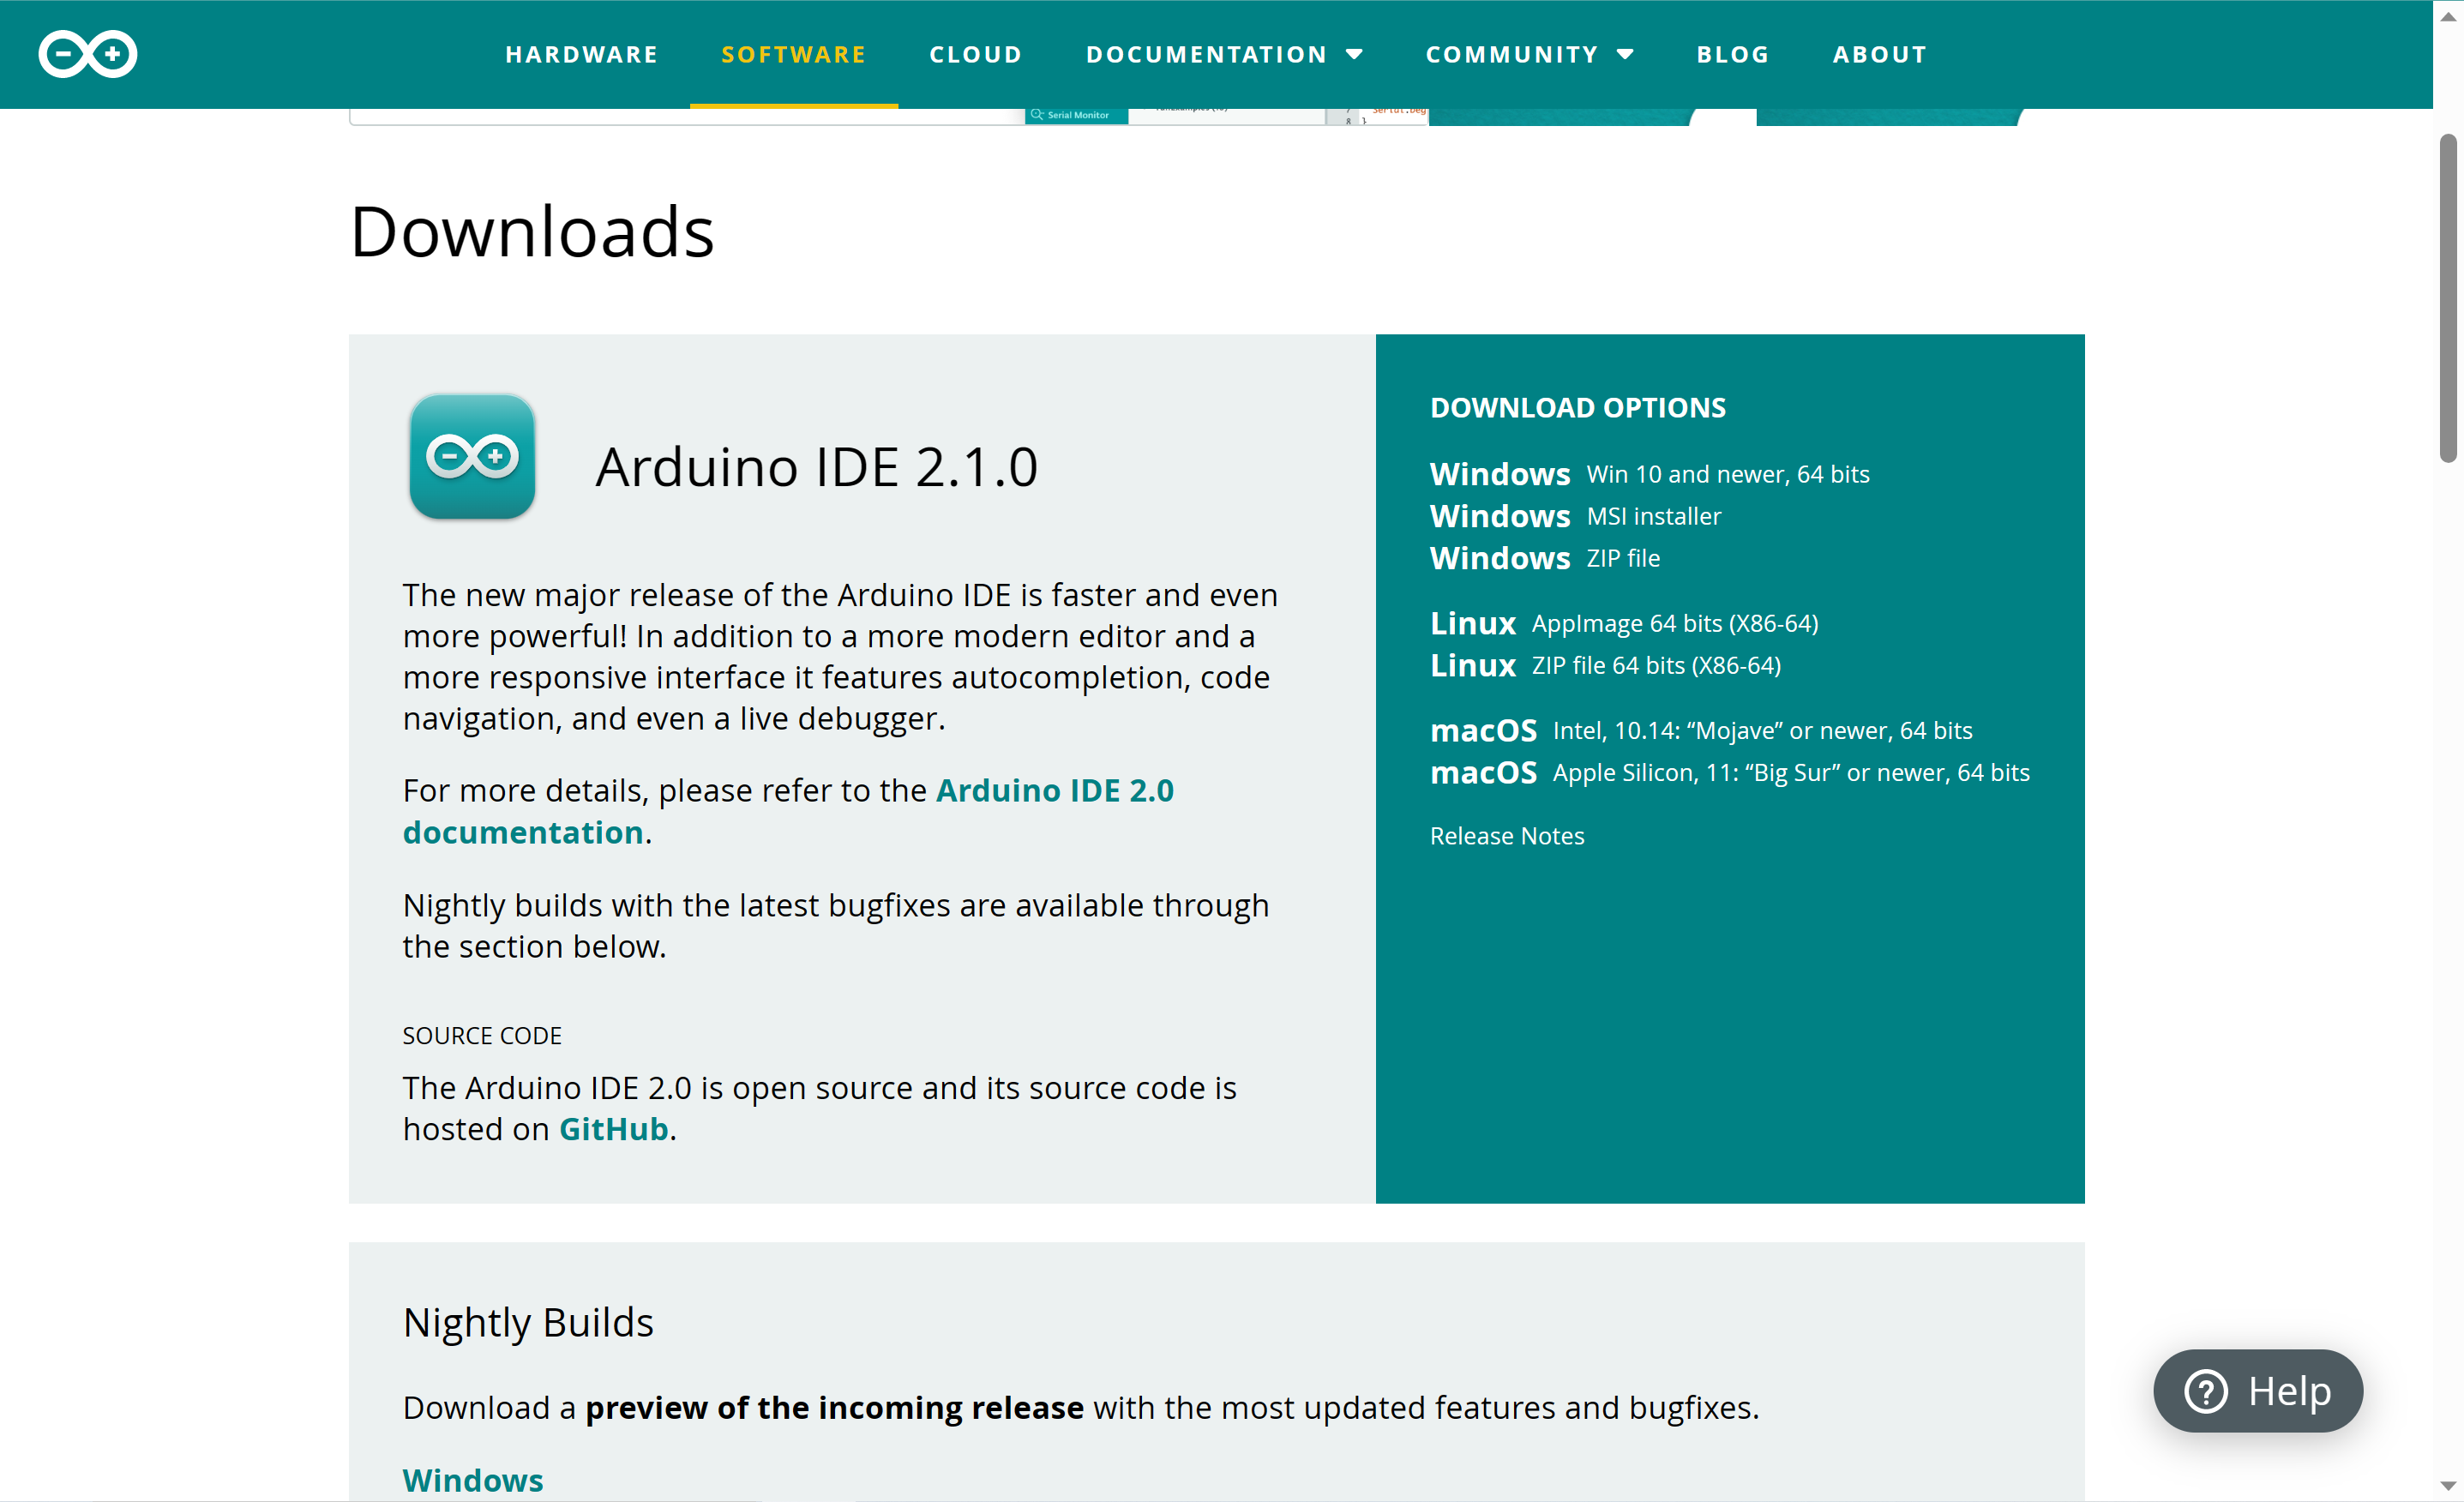 HARDWARE SOFTWARE CLOUD DOCUMENTATION COMMUNITY BLOG ABOUT
Serial Monitor
8 }
Downloads
Arduino IDE 2.1.0
The new major release of the Arduino IDE is faster and even
more powerful! In addition to a more modern editor and a
more responsive interface it features autocompletion, code
navigation, and even a live debugger.
For more details, please refer to the Arduino IDE 2.0
documentation.
Nightly builds with the latest bugfixes are available through
the section below.
SOURCE CODE
The Arduino IDE 2.0 is open source and its source code is
hosted on GitHub.
DOWNLOAD OPTIONS
Windows Win 10 and newer, 64 bits
Windows MSI installer
Windows ZIP file
Linux AppImage 64 bits (X86-64)
Linux ZIP file 64 bits (X86-64)
macOS Intel, 10.14: “Mojave” or newer, 64 bits
macOS Apple Silicon, 11: “Big Sur” or newer, 64 bits
Release Notes
Nightly Builds
Download a preview of the incoming release with the most updated features and bugfixes.
Windows
Help